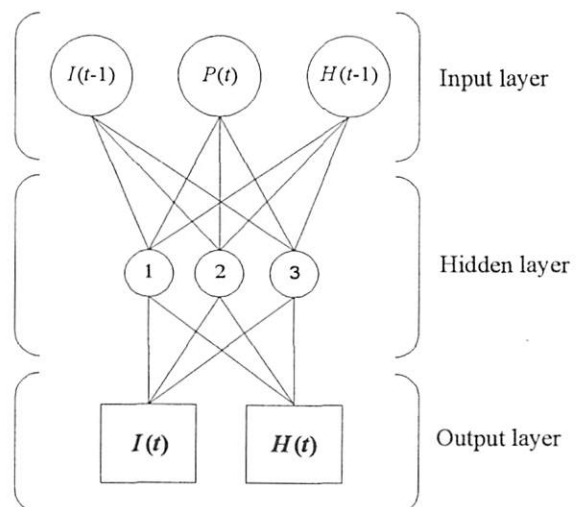 I(t-1) P(t) H(t-1) Input layer
1 2 3 Hidden layer
I(t) H(t) Output layer